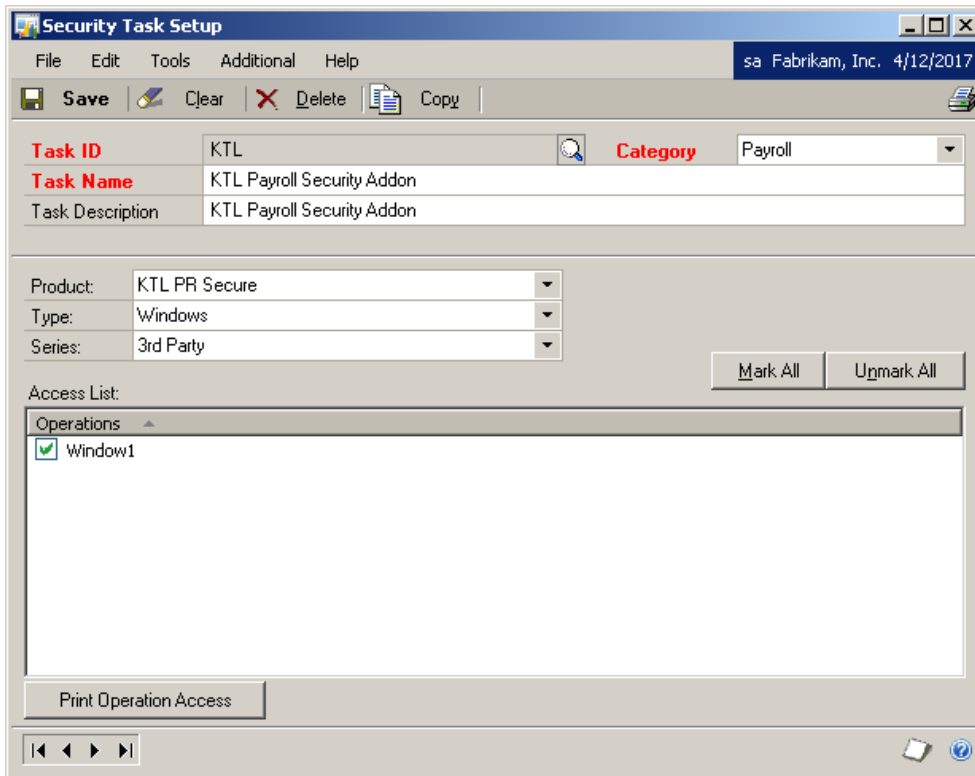 Security Task Setup
File Edit Tools Additional Help sa Fabrikam, Inc. 4/12/2017
Save Clear Delete Copy
Task ID KTL Category Payroll
Task Name KTL Payroll Security Addon
Task Description KTL Payroll Security Addon
Product: KTL PR Secure
Type: Windows
Series: 3rd Party
Mark All Unmark All
Access List:
Operations
Window1
Print Operation Access